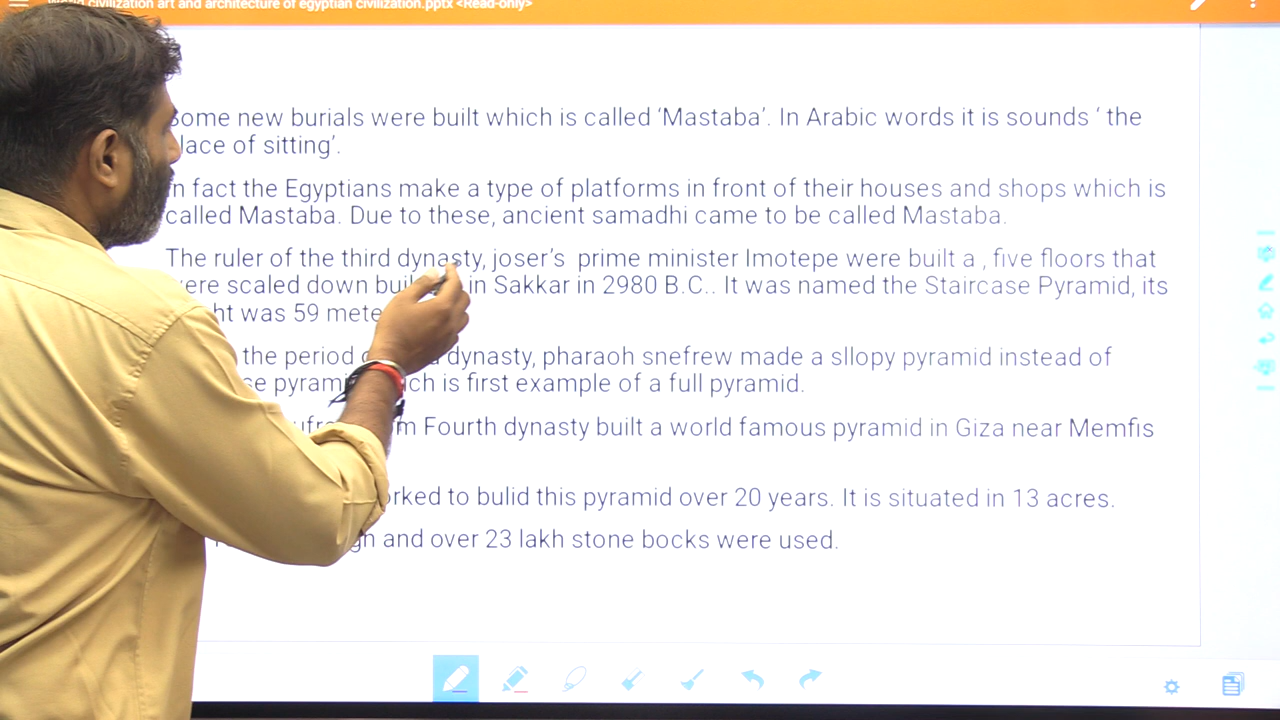 civilization art and architecture of egyptian civilization.pptx <Read-only>
Some new burials were built which is called ‘Mastaba’. In Arabic words it is sounds ‘ the
lace of sitting’.
In fact the Egyptians make a type of platforms in front of their houses and shops which is
called Mastaba. Due to these, ancient samadhi came to be called Mastaba.
The ruler of the third dynasty, joser’s prime minister Imotepe were built a , five floors that
were scaled down in Sakkar in 2980 B.C.. It was named the Staircase Pyramid, its
ht was 59 mete
the period dynasty, pharaoh snefrew made a sllopy pyramid instead of
se pyrami ch is first example of a full pyramid.
m Fourth dynasty built a world famous pyramid in Giza near Memfis
rked to bulid this pyramid over 20 years. It is situated in 13 acres.
gh and over 23 lakh stone bocks were used.